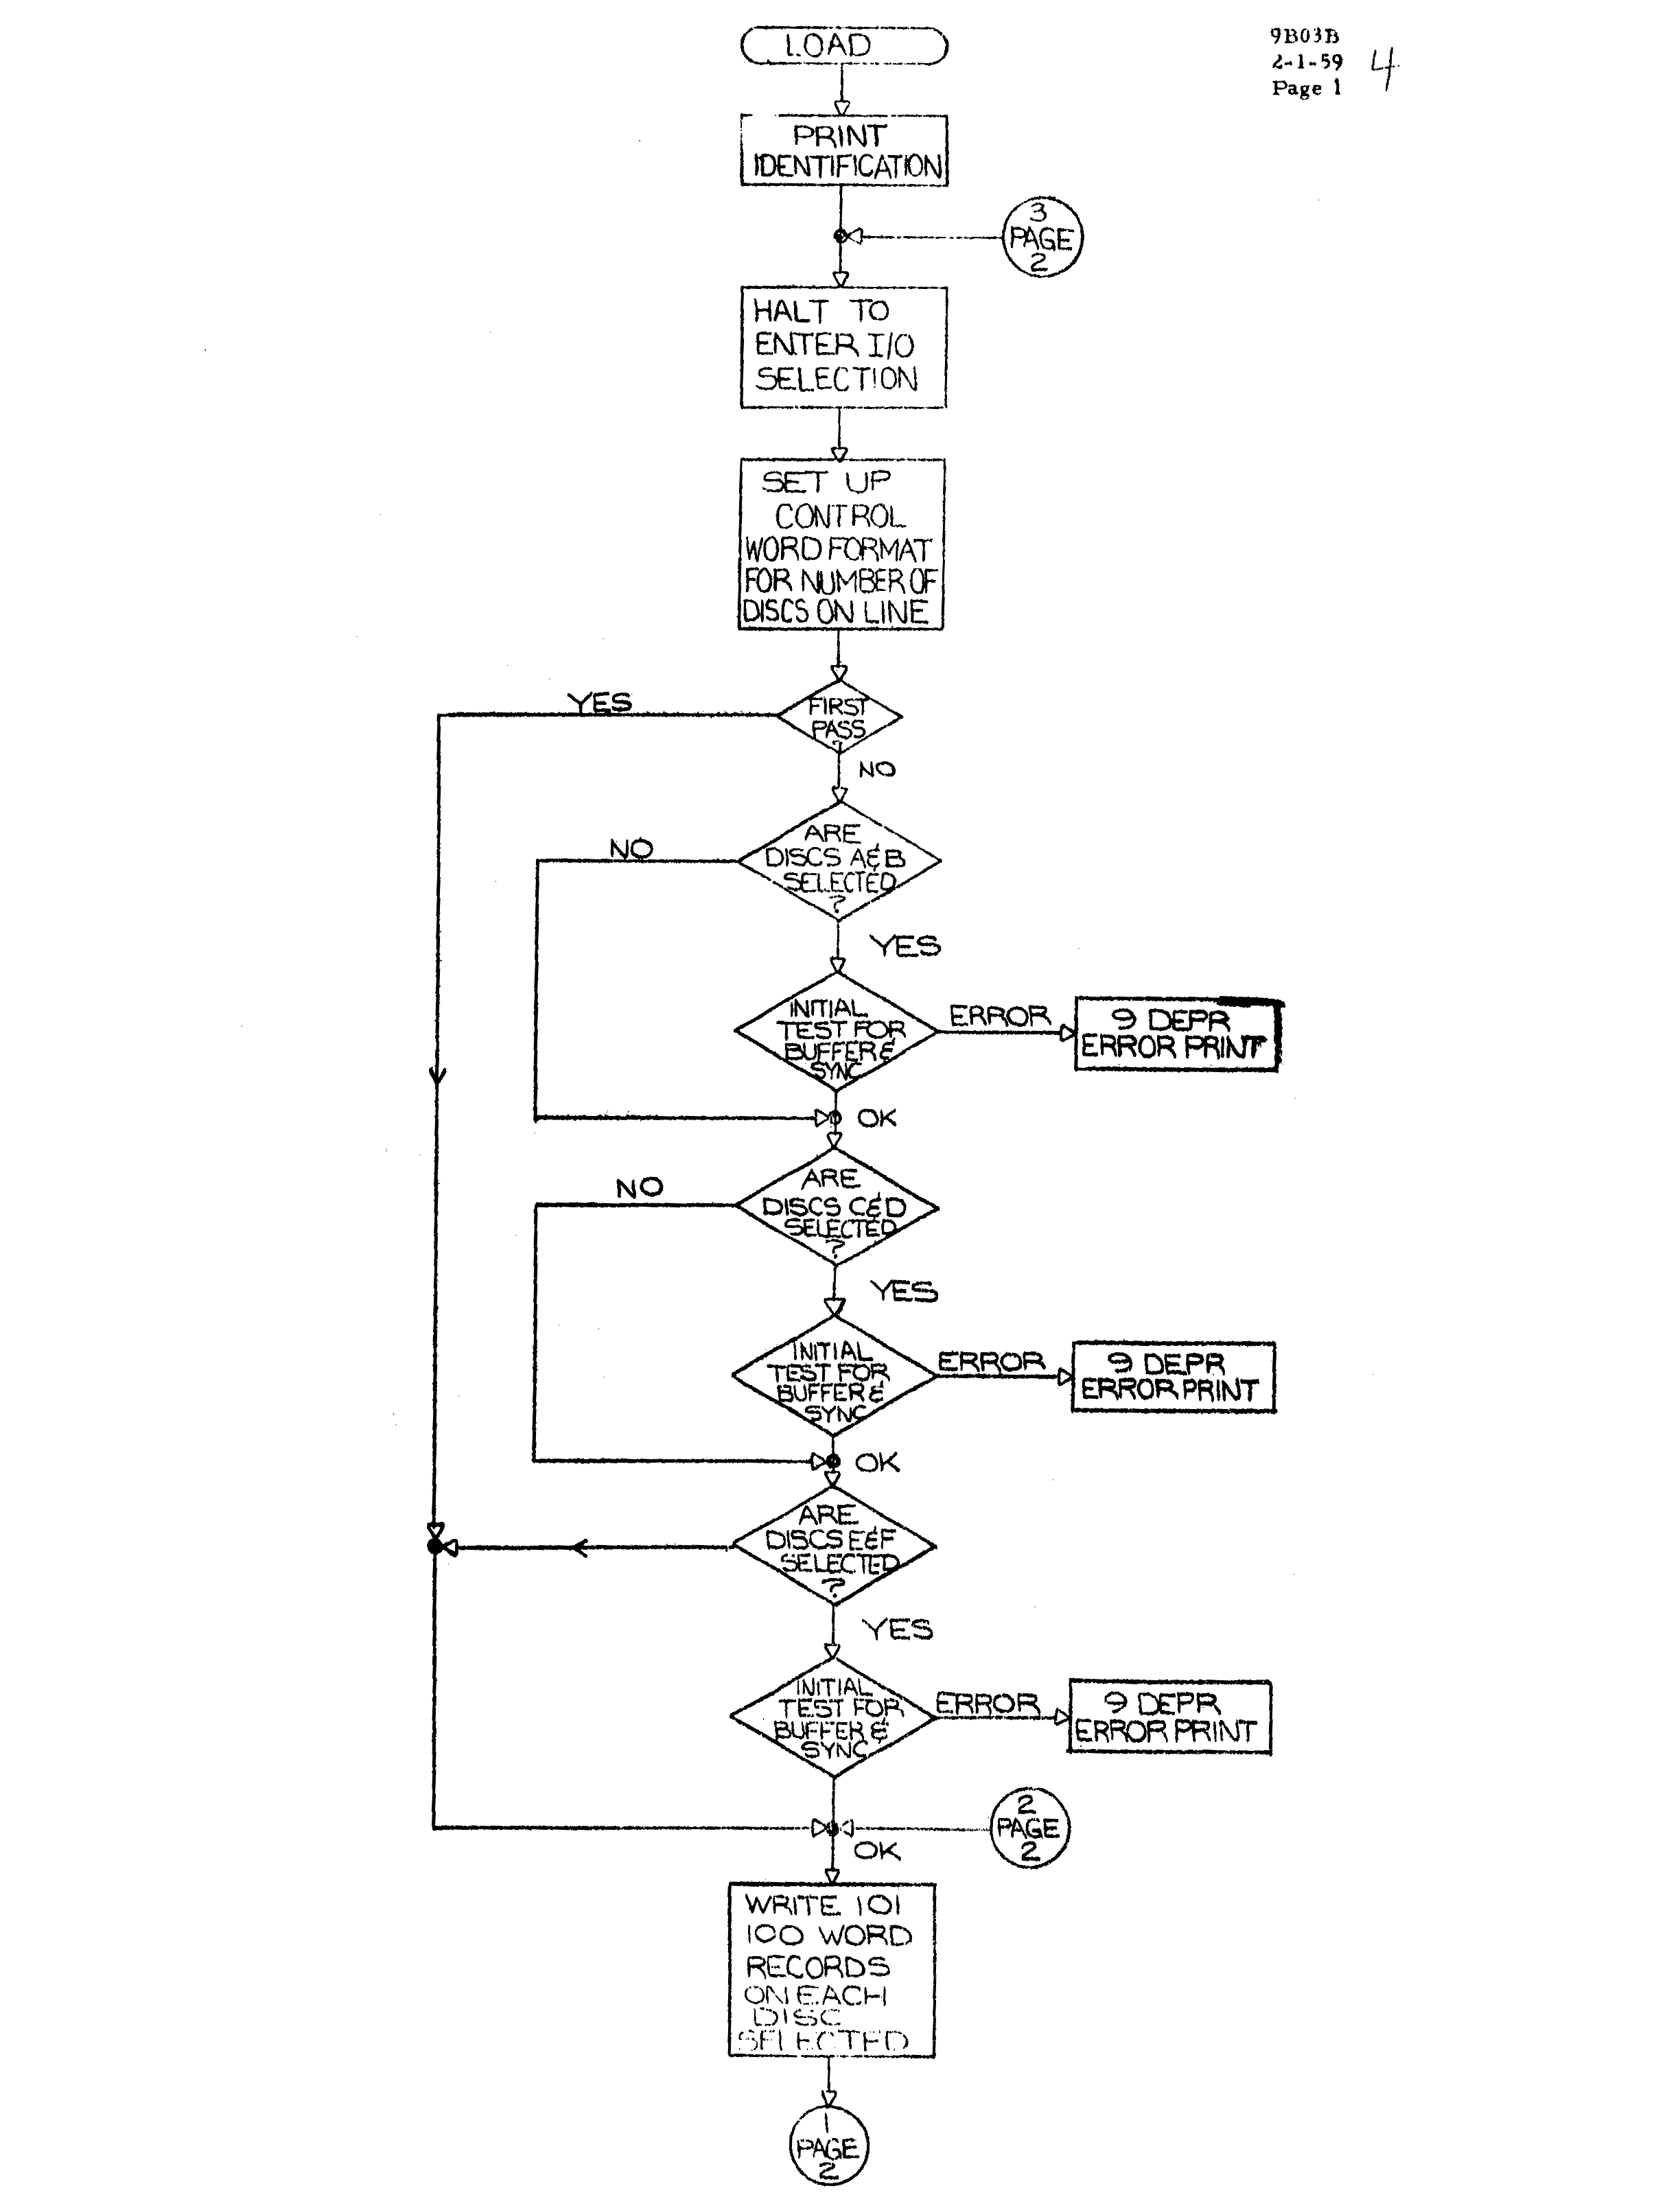 9B03B
2-1-59
Page 1
4
LOAD
PRINT
IDENTIFICATION
3
PAGE
2
HALT TO
ENTER I/O
SELECTION
SET UP
CONTROL
WORD FORMAT
FOR NUMBER OF
DISCS ON LINE
YES
FIRST
PASS
?
NO
ARE
DISCS A&B
SELECTED
?
NO
YES
INITIAL
TEST FOR
BUFFER &
SYNC
ERROR
9 DEPR
ERROR PRINT
OK
ARE
DISCS C&D
SELECTED
?
NO
YES
INITIAL
TEST FOR
BUFFER &
SYNC
ERROR
9 DEPR
ERROR PRINT
OK
ARE
DISCS E&F
SELECTED
?
YES
INITIAL
TEST FOR
BUFFER &
SYNC
ERROR
9 DEPR
ERROR PRINT
2
PAGE
2
OK
WRITE 101
100 WORD
RECORDS
ON EACH
DISC
SELECTED
1
PAGE
2